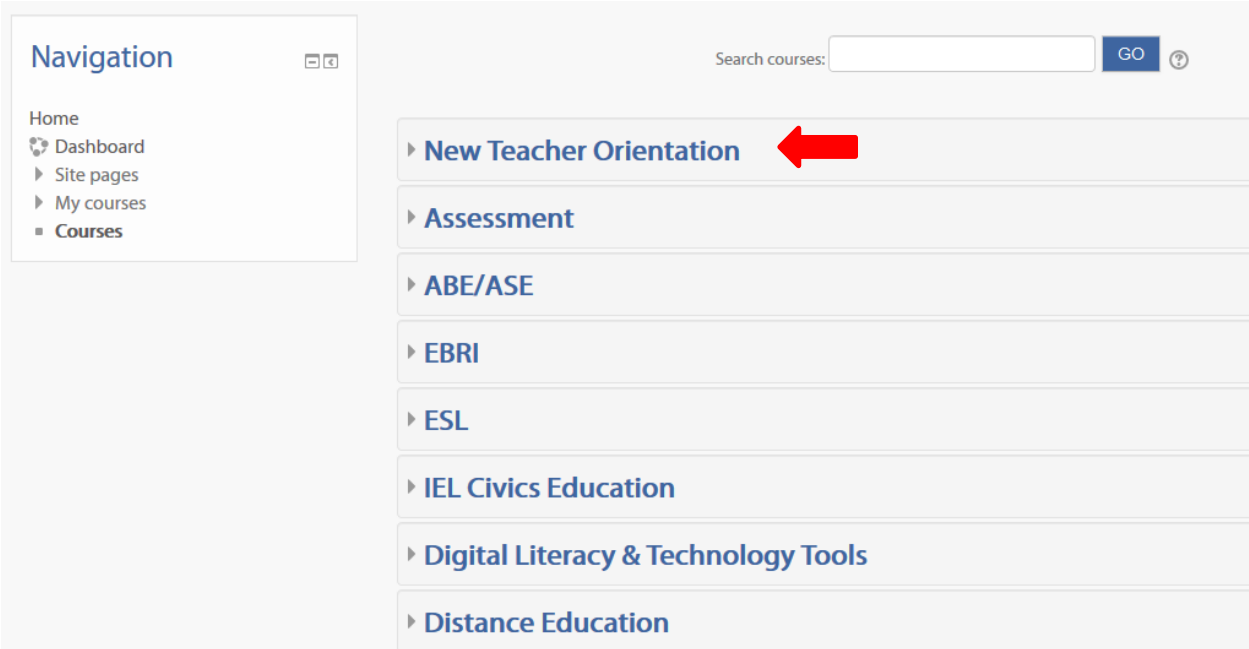 Navigation
Home
Dashboard
Site pages
My courses
Courses
Search courses:
GO
?
New Teacher Orientation
Assessment
ABE/ASE
EBRI
ESL
IEL Civics Education
Digital Literacy & Technology Tools
Distance Education